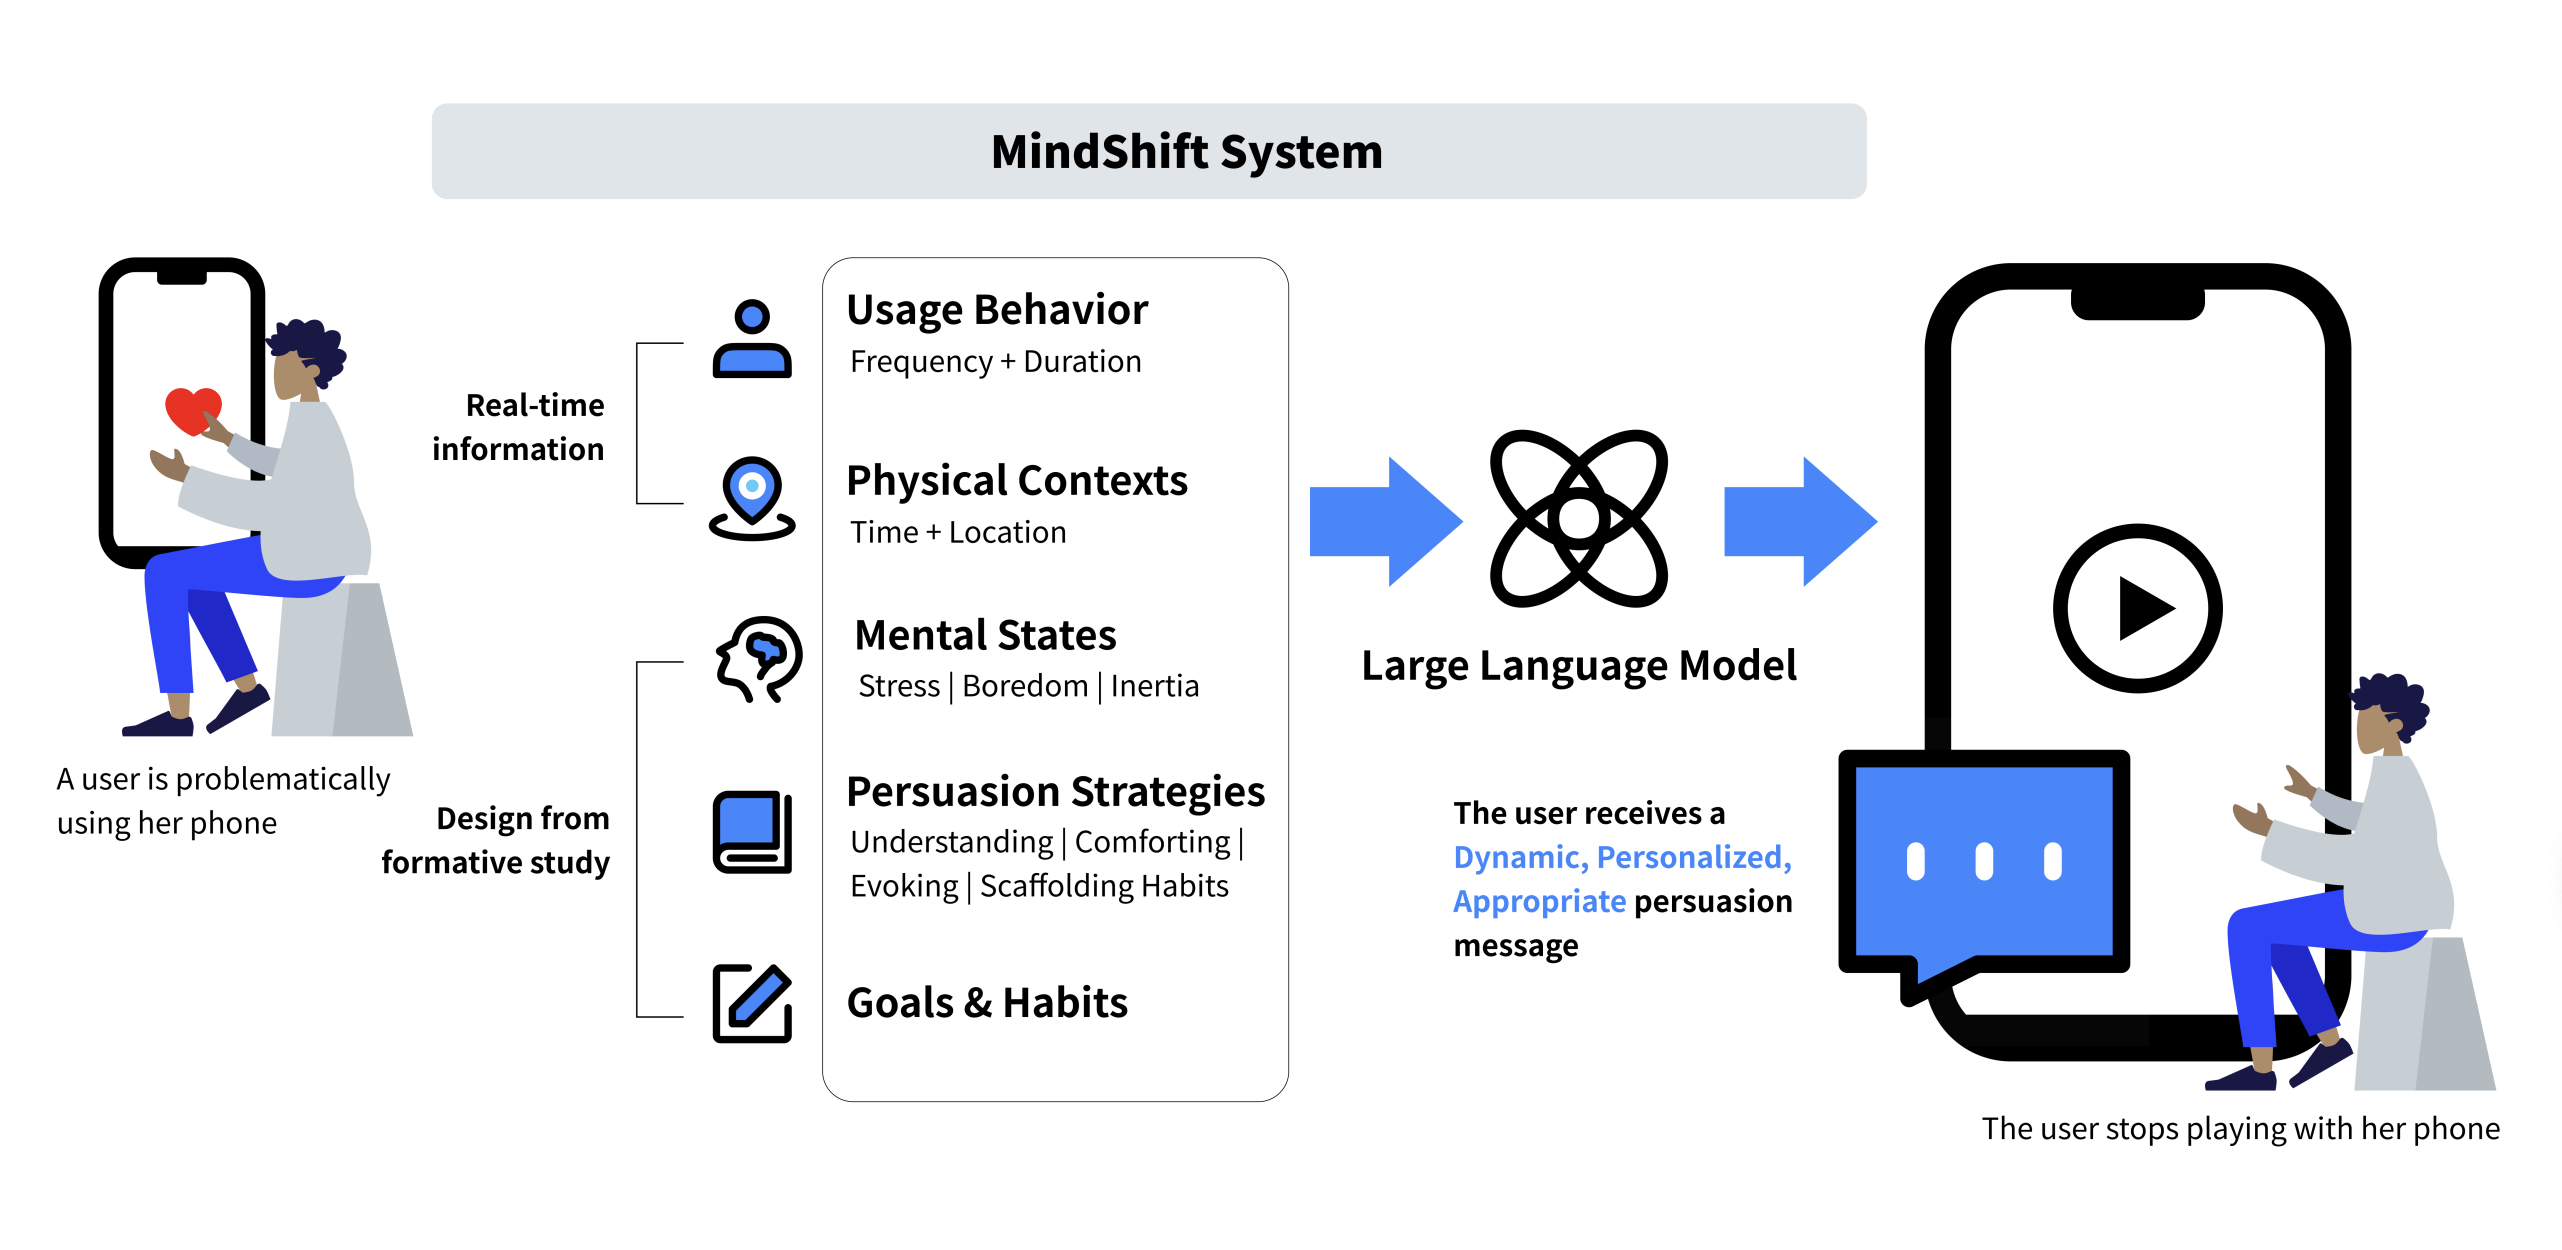 MindShift System
A user is problematically
using her phone
Real-time
information
Design from
formative study
Usage Behavior
Frequency + Duration
Physical Contexts
Time + Location
Mental States
Stress | Boredom | Inertia
Persuasion Strategies
Understanding | Comforting |
Evoking | Scaffolding Habits
Goals & Habits
Large Language Model
The user receives a
Dynamic, Personalized,
Appropriate persuasion
message
The user stops playing with her phone